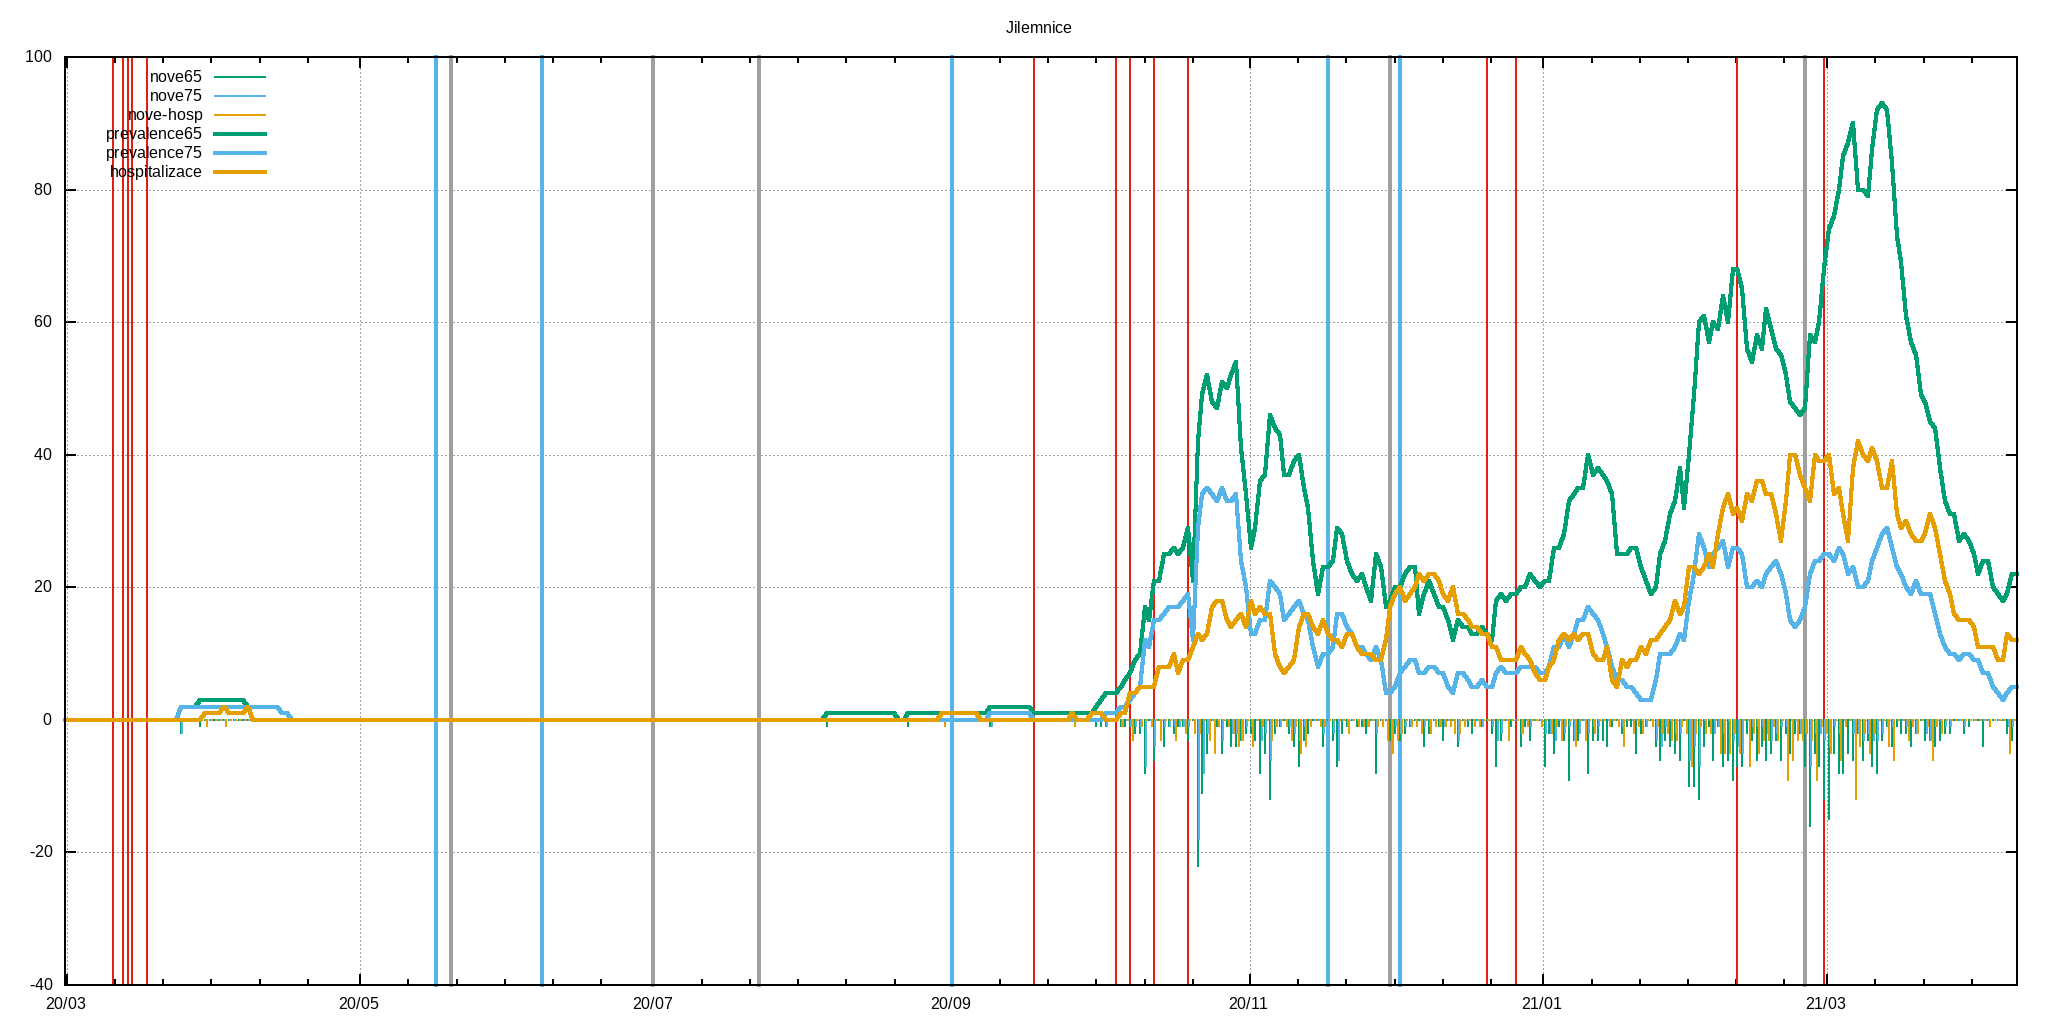 Jilemnice
100
80
60
40
20
0
-20
-40
nove65
nove75
nove-hosp
prevalence65
prevalence75
hospitalizace
20/03 20/05 20/07 20/09 20/11 21/01 21/03